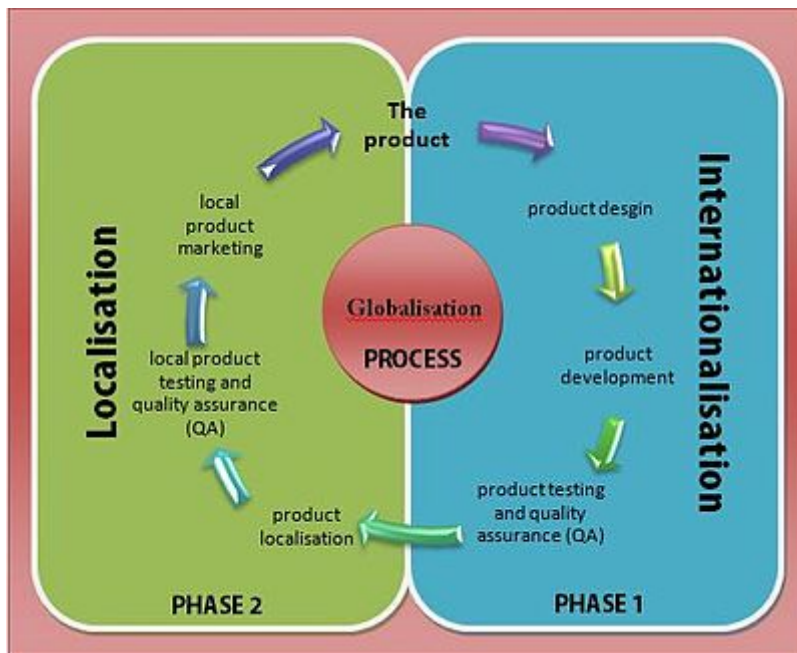 The
product
product desgin
product
development
product testing
and quality
assurance (QA)
Internationalisation
PHASE 1
product
localisation
local product
testing and
quality assurance
(QA)
local
product
marketing
Localisation
PHASE 2
Globalisation
PROCESS